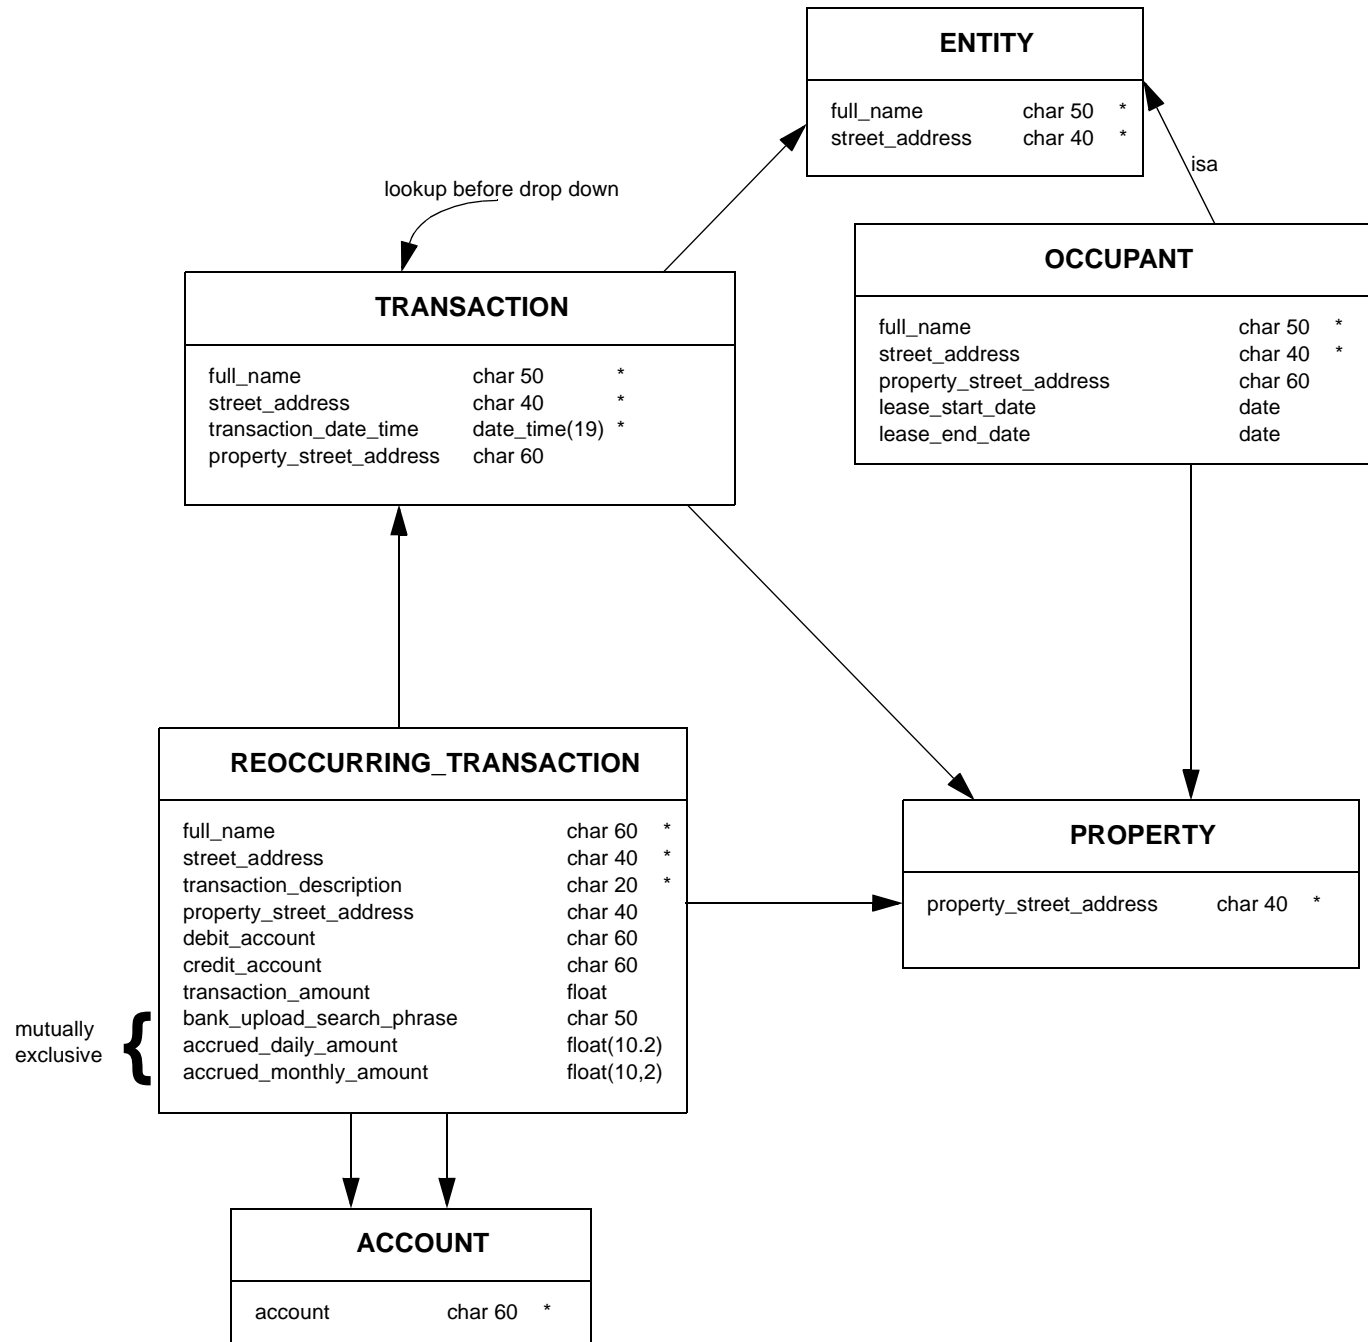 ENTITY
full_name char 50 *
street_address char 40 *
isa
lookup before drop down
OCCUPANT
full_name char 50 *
street_address char 40 *
property_street_address char 60
lease_start_date date
lease_end_date date
TRANSACTION
full_name char 50 *
street_address char 40 *
transaction_date_time date_time(19) *
property_street_address char 60
REOCCURRING_TRANSACTION
full_name char 60 *
street_address char 40 *
transaction_description char 20 *
property_street_address char 40
debit_account char 60
credit_account char 60
transaction_amount float
bank_upload_search_phrase char 50
accrued_daily_amount float(10.2)
accrued_monthly_amount float(10,2)
mutually
exclusive {
PROPERTY
property_street_address char 40 *
ACCOUNT
account char 60 *